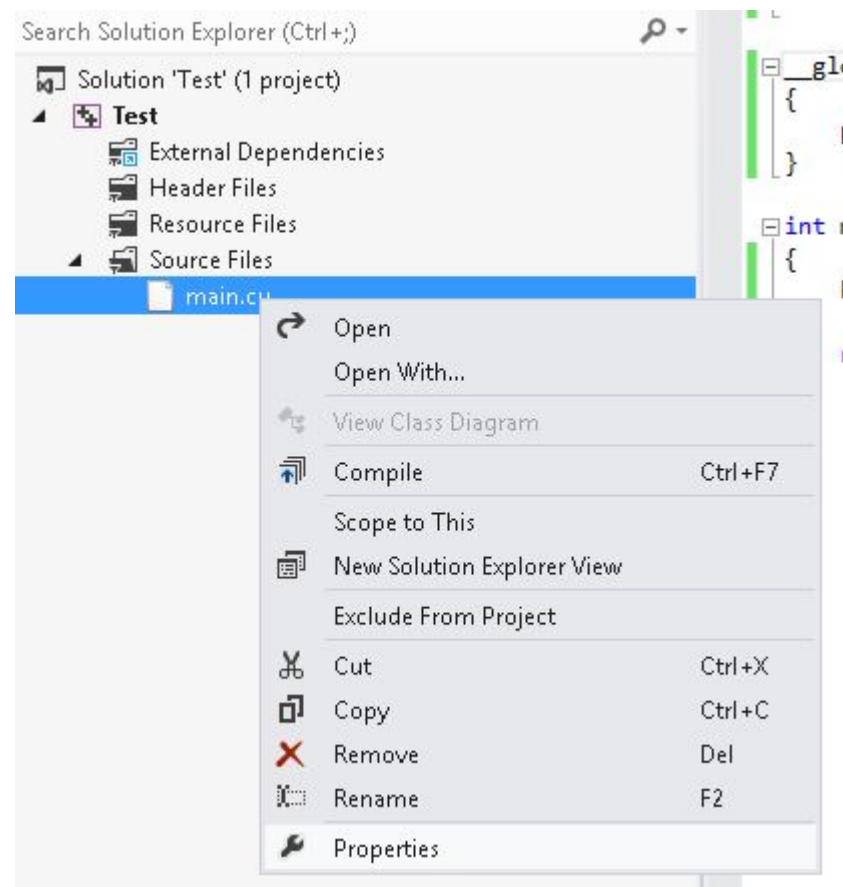 Search Solution Explorer (Ctrl+;)
Solution 'Test' (1 project)
Test
External Dependencies
Header Files
Resource Files
Source Files
main.cu
Open
Open With...
View Class Diagram
Compile Ctrl+F7
Scope to This
New Solution Explorer View
Exclude From Project
Cut Ctrl+X
Copy Ctrl+C
Remove Del
Rename F2
Properties
{
}
int
{